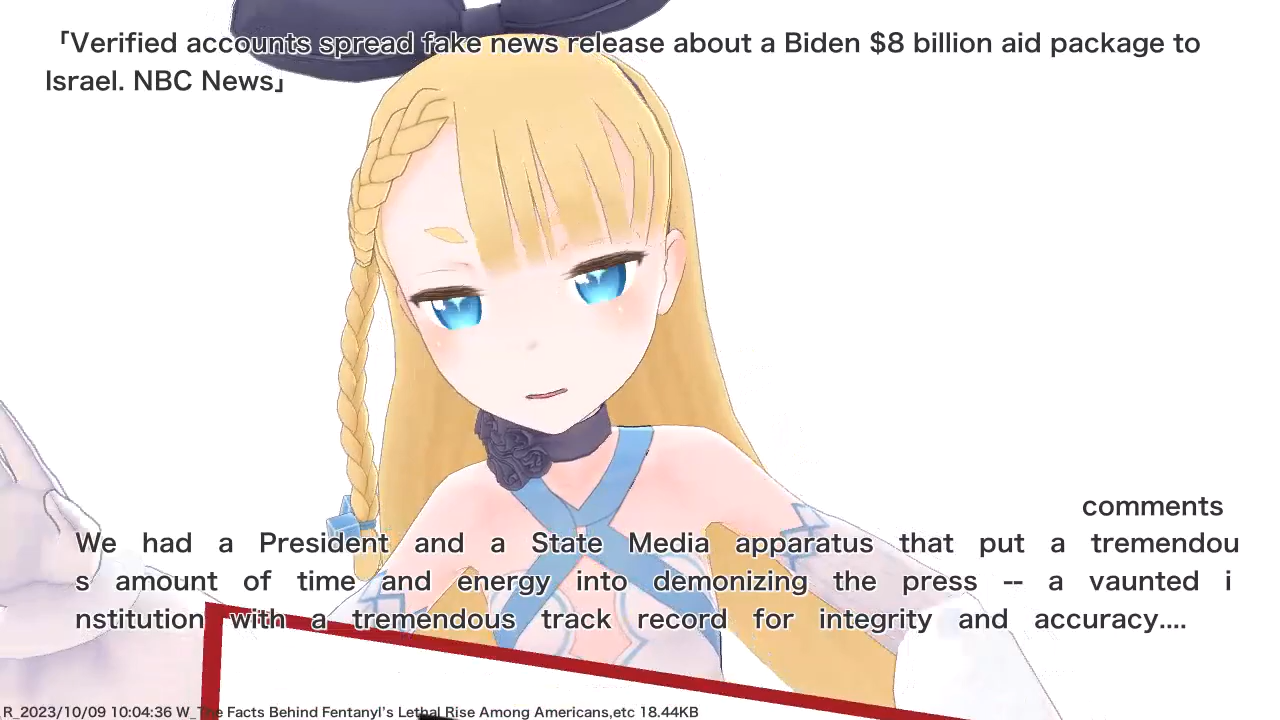 「Verified accounts spread fake news release about a Biden $8 billion aid package to
Israel. NBC News」
comments
We had a President and a State Media apparatus that put a tremendou
s amount of time and energy into demonizing the press -- a vaunted i
nstitution with a tremendous track record for integrity and accuracy....
R_2023/10/09 10:04:36 W_The Facts Behind Fentanyl's Lethal Rise Among Americans,etc 18.44KB